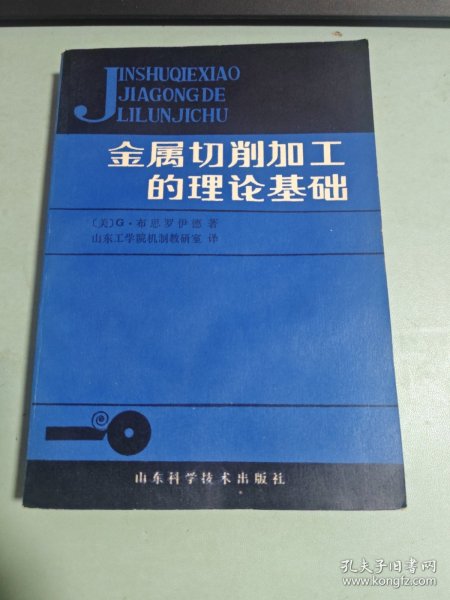 JINSHUQIEXIAO
JIAGONGDE
LILUNJICHU
金属切削加工
的理论基础
〔美〕G·布思罗伊德 著
山东工学院机制教研室 译
山东科学技术出版社
孔夫子旧书网
www.kongfz.com